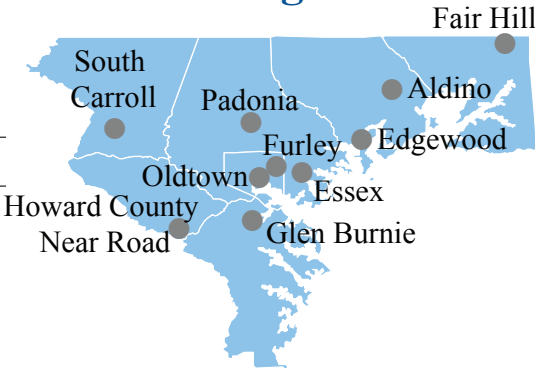 Fair Hill
South
Carroll
Aldino
Padonia
Edgewood
Furley
Oldtown
Essex
Howard County
Near Road
Glen Burnie